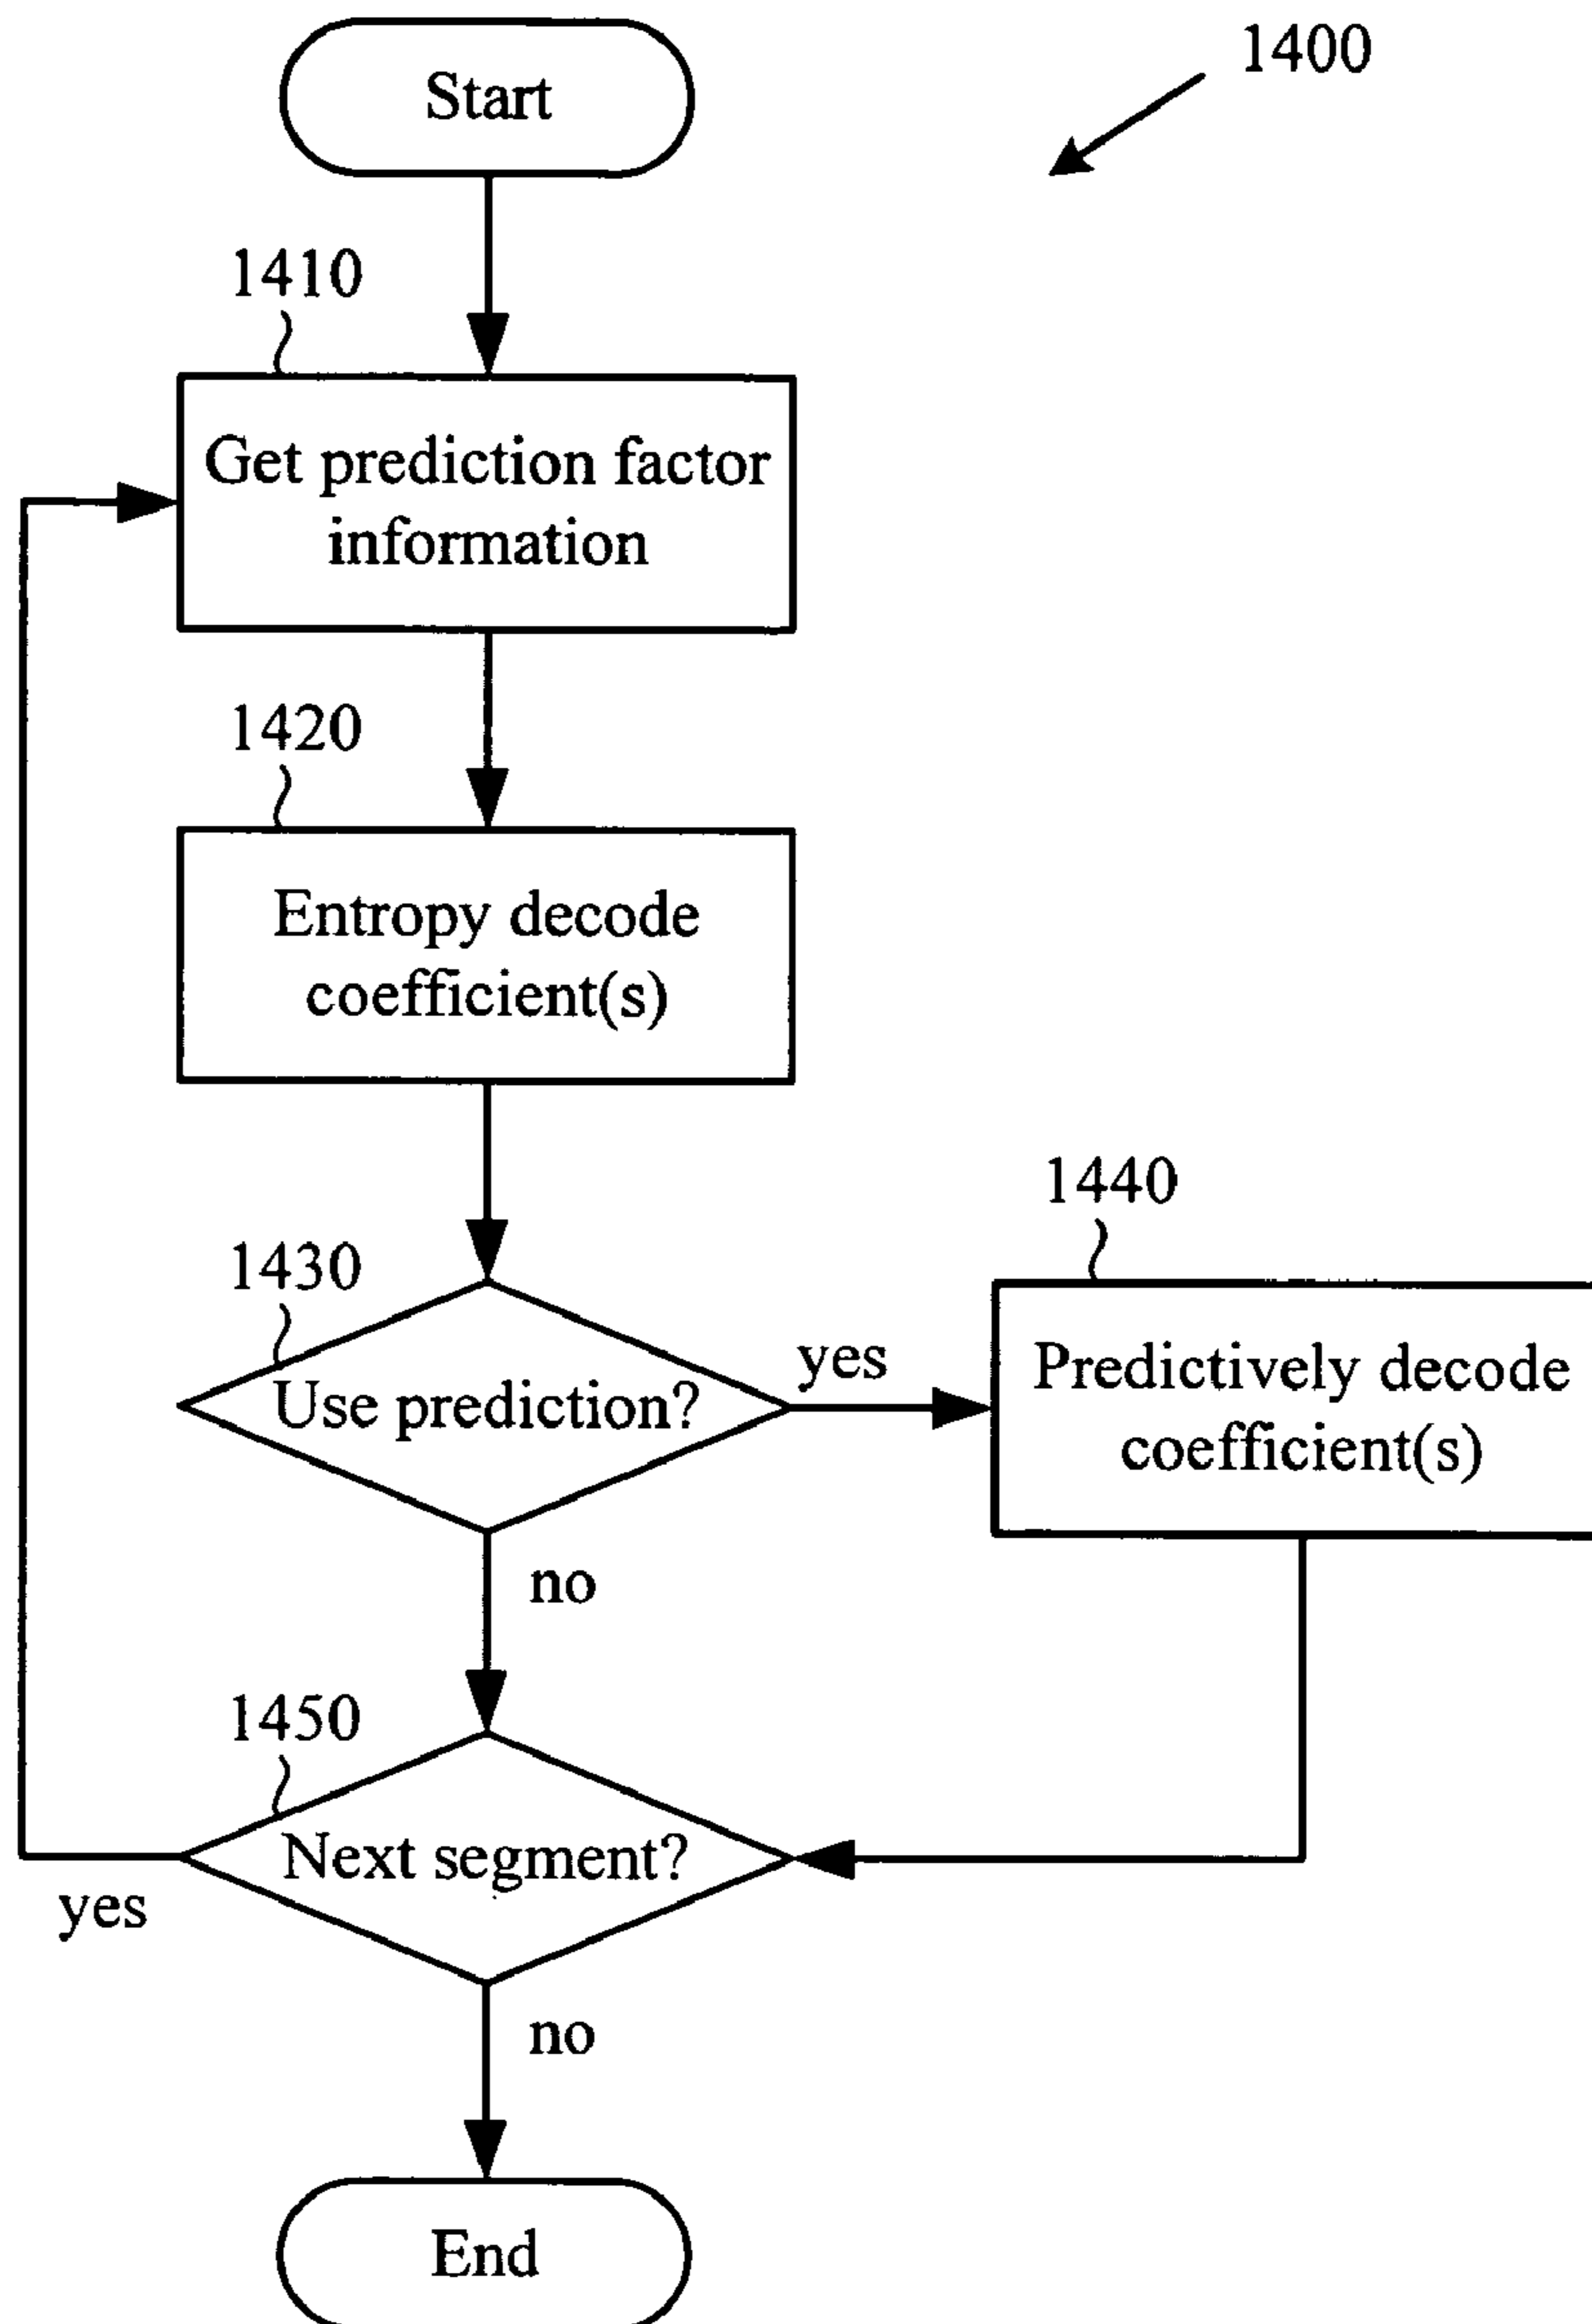 Start
1400
1410
Get prediction factor
information
1420
Entropy decode
coefficient(s)
1430
Use prediction?
yes
1440
Predictively decode
coefficient(s)
no
1450
Next segment?
yes
no
End